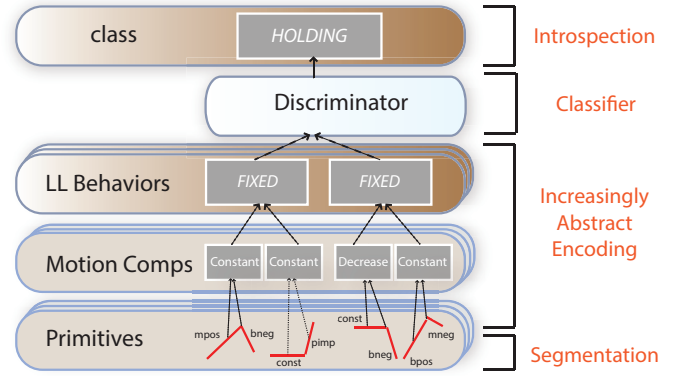 class
HOLDING
Introspection
Discriminator
Classifier
LL Behaviors
FIXED
FIXED
Increasingly
Abstract
Encoding
Motion Comps
Constant
Constant
Decrease
Constant
Primitives
mpos
bneg
const
pimp
const
bneg
bpos
mneg
Segmentation